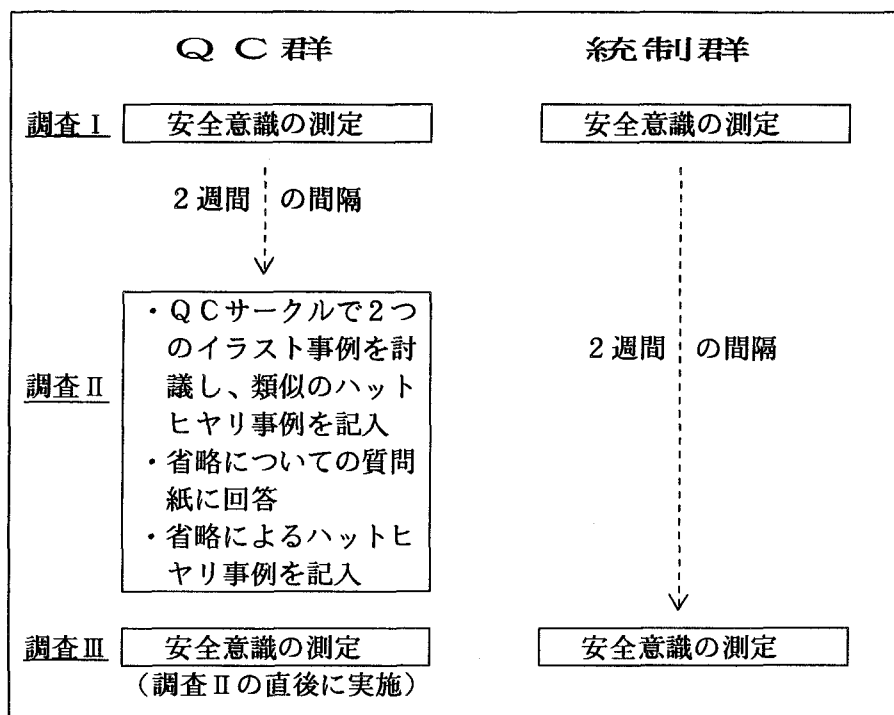 QC群 統制群
調査Ⅰ 安全意識の測定 安全意識の測定
2週間の間隔
・QCサークルで2つ
のイラスト事例を討
議し、類似のハット
ヒヤリ事例を記入
2週間の間隔
調査Ⅱ
・省略についての質問
紙に回答
・省略によるハットヒ
ヤリ事例を記入
調査Ⅲ 安全意識の測定 安全意識の測定
(調査Ⅱの直後に実施)